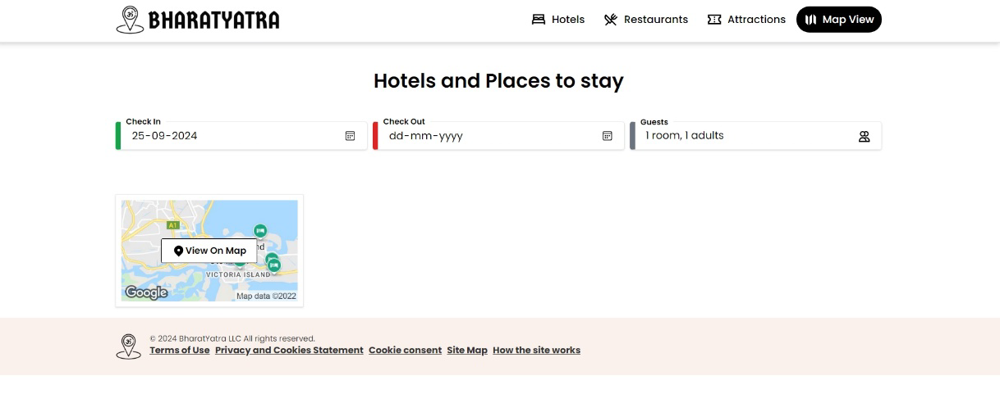 BHARATYATRA
Hotels Restaurants Attractions Map View
Hotels and Places to stay
Check In Check Out Guests
25-09-2024 dd-mm-yyyy 1 room, 1 adults
A1
View On Map
VICTORIA ISLAND
Google Map data ©2022
© 2024 BharatYatra LLC All rights reserved.
Terms of Use Privacy and Cookies Statement Cookie consent Site Map How the site works